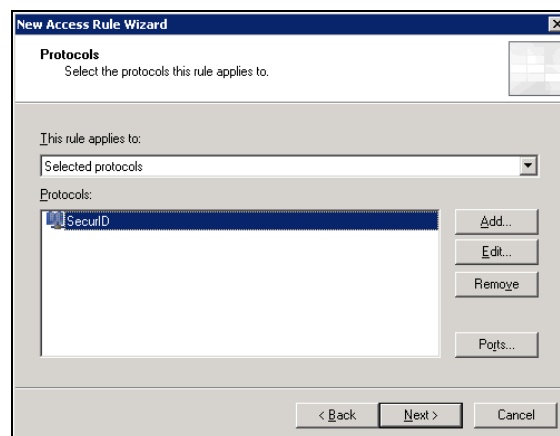 New Access Rule Wizard
Protocols
Select the protocols this rule applies to.
This rule applies to:
Selected protocols
Protocols:
SecurID
Add...
Edit...
Remove
Ports...
< Back
Next >
Cancel